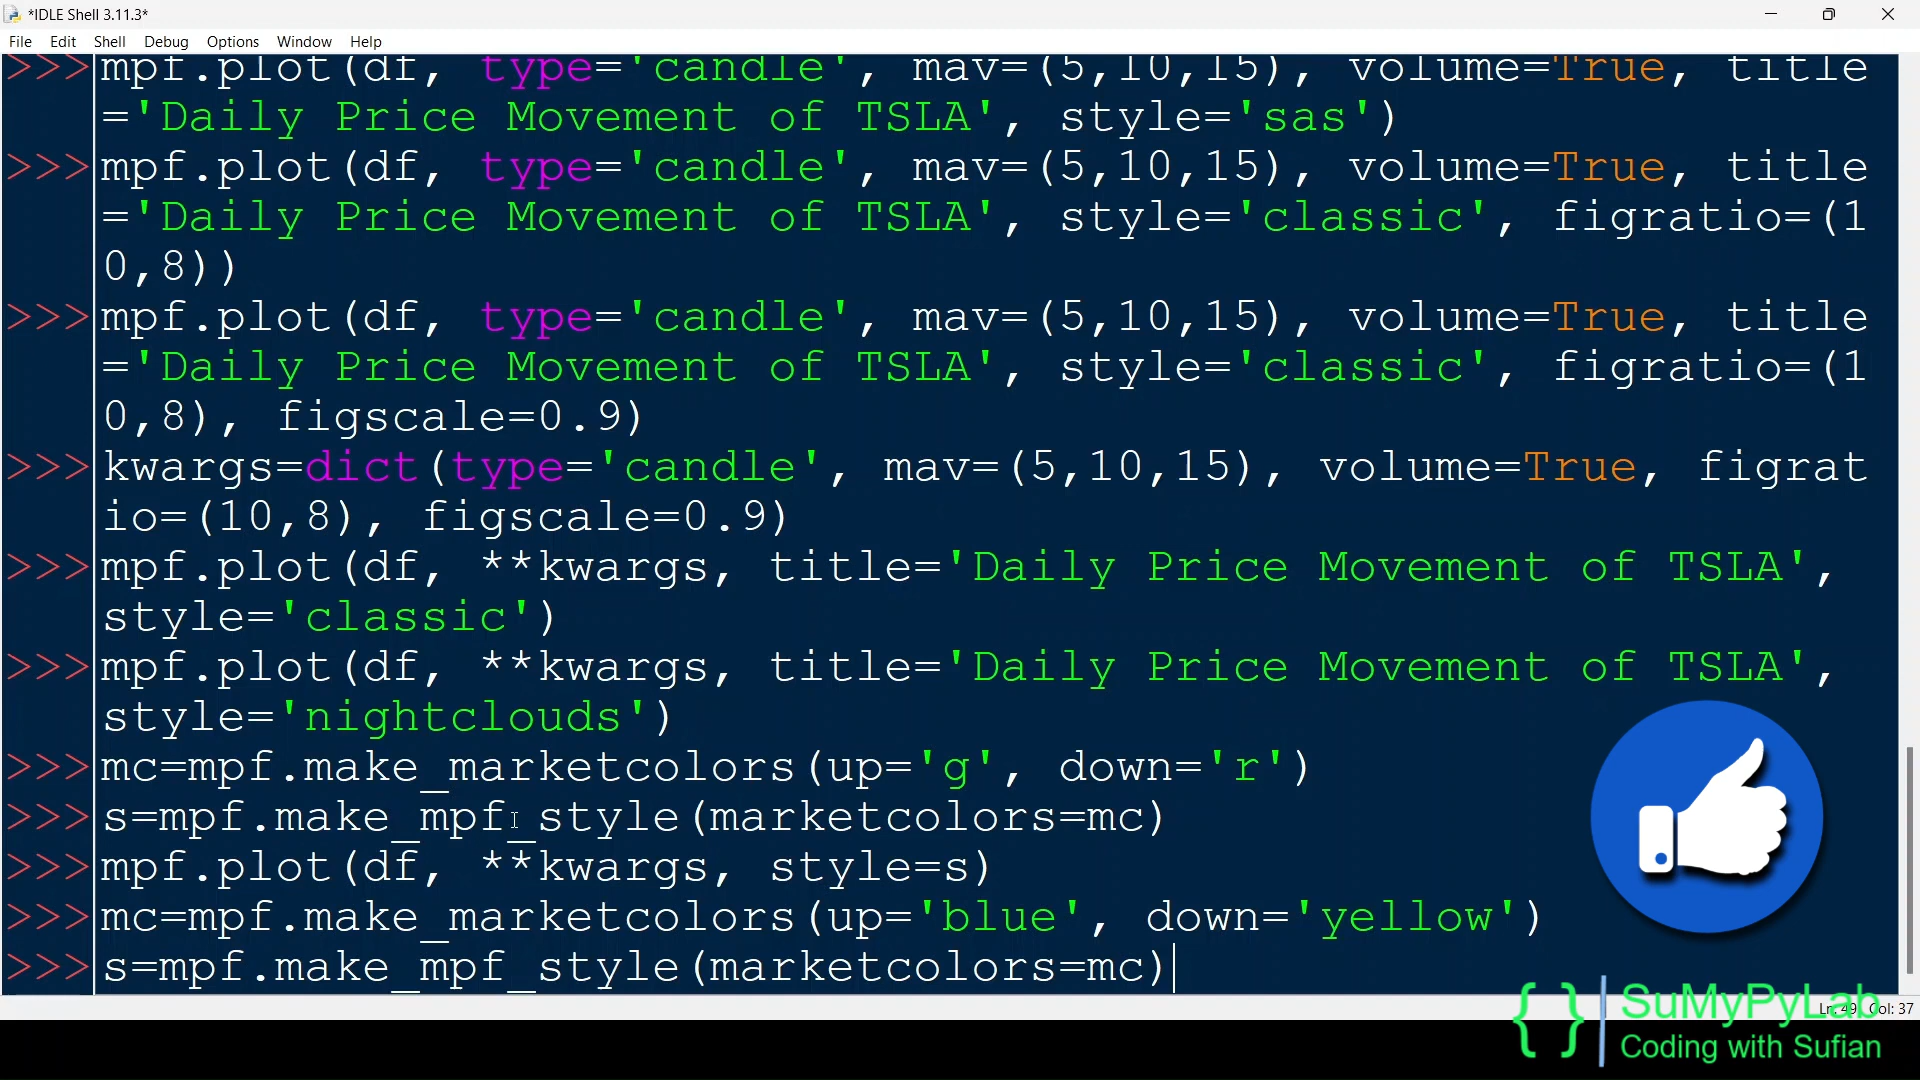 *IDLE Shell 3.11.3*
File Edit Shell Debug Options Window Help
>>> mpf.plot(df, type='candle', mav=(5,10,15), volume=True, title
='Daily Price Movement of TSLA', style='sas')
>>> mpf.plot(df, type='candle', mav=(5,10,15), volume=True, title
='Daily Price Movement of TSLA', style='classic', figratio=(1
0,8))
>>> mpf.plot(df, type='candle', mav=(5,10,15), volume=True, title
='Daily Price Movement of TSLA', style='classic', figratio=(1
0,8), figscale=0.9)
>>> kwargs=dict(type='candle', mav=(5,10,15), volume=True, figrat
io=(10,8), figscale=0.9)
>>> mpf.plot(df, **kwargs, title='Daily Price Movement of TSLA',
style='classic')
>>> mpf.plot(df, **kwargs, title='Daily Price Movement of TSLA',
style='nightclouds')
>>> mc=mpf.make_marketcolors(up='g', down='r')
>>> s=mpf.make_mpf_style(marketcolors=mc)
>>> mpf.plot(df, **kwargs, style=s)
>>> mc=mpf.make_marketcolors(up='blue', down='yellow')
>>> s=mpf.make_mpf_style(marketcolors=mc)
Ln: 49 Col: 37
{ } SuMyPyLab
Coding with Sufian